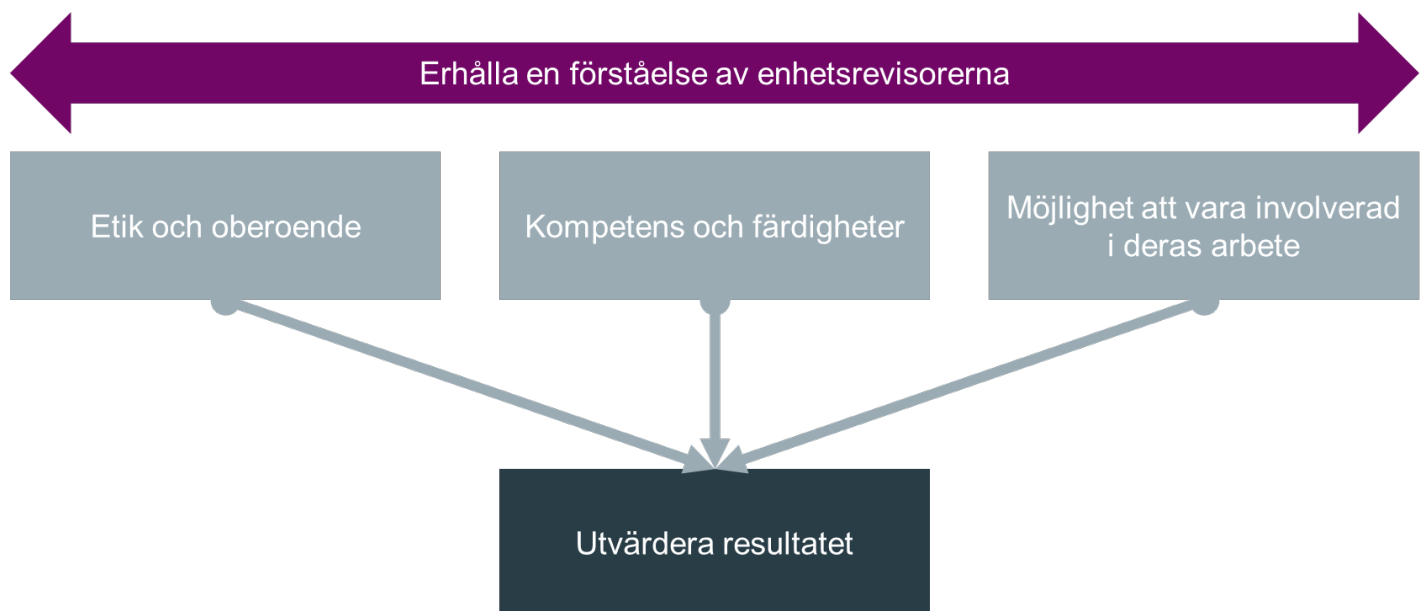 Erhålla en förståelse av enhetsrevisorerna
Etik och oberoende
Kompetens och färdigheter
Möjlighet att vara involverad
i deras arbete
Utvärdera resultatet